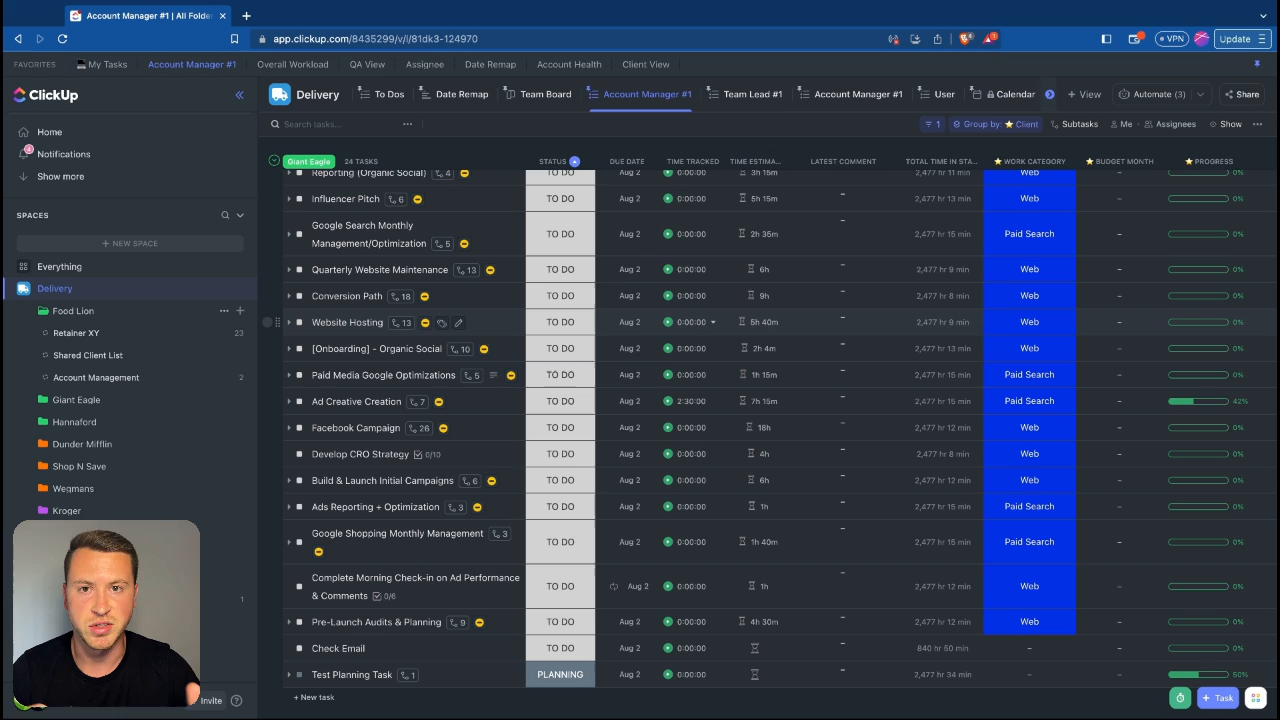 Account Manager #1 | All Folder
app.clickup.com/8435299/v/l/81dk3-124970
4
VPN
Update
FAVORITES
My Tasks
Account Manager #1
Overall Workload
QA View
Assignee
Date Remap
Account Health
Client View
ClickUp
Home
4
Notifications
Show more
SPACES
+ NEW SPACE
Everything
Delivery
Food Lion
Retainer XY 23
Shared Client List
Account Management 2
Giant Eagle
Hannaford
Dunder Mifflin
Shop N Save
Wegmans
Kroger
1
Invite
Delivery
To Dos
Date Remap
Team Board
Account Manager #1
Team Lead #1
Account Manager #1
User
Calendar
+ View
Automate (3)
Share
Search tasks...
1
Group by: ⭐ Client
Subtasks
Me
Assignees
Show
Giant Eagle 24 TASKS STATUS DUE DATE TIME TRACKED TIME ESTIMA... LATEST COMMENT TOTAL TIME IN STA... ⭐ WORK CATEGORY ⭐ BUDGET MONTH ⭐ PROGRESS
Reporting (Organic Social) 4 TO DO Aug 2 0:00:00 3h 15m 2,477 hr 11 min Web – 0%
Influencer Pitch 6 TO DO Aug 2 0:00:00 5h 15m – 2,477 hr 13 min Web – 0%
Google Search Monthly
Management/Optimization 5 TO DO Aug 2 0:00:00 2h 35m – 2,477 hr 15 min Paid Search – 0%
Quarterly Website Maintenance 13 TO DO Aug 2 0:00:00 6h – 2,477 hr 9 min Web – 0%
Conversion Path 18 TO DO Aug 2 0:00:00 9h – 2,477 hr 8 min Web – 0%
Website Hosting 13 TO DO Aug 2 0:00:00 5h 40m – 2,477 hr 9 min Web – 0%
[Onboarding] - Organic Social 10 TO DO Aug 2 0:00:00 2h 4m – 2,477 hr 13 min Web – 0%
Paid Media Google Optimizations 5 TO DO Aug 2 0:00:00 1h 15m – 2,477 hr 15 min Paid Search – 0%
Ad Creative Creation 7 TO DO Aug 2 2:30:00 7h 15m – 2,477 hr 15 min Paid Search – 42%
Facebook Campaign 26 TO DO Aug 2 0:00:00 18h – 2,477 hr 12 min Web – 0%
Develop CRO Strategy 0/10 TO DO Aug 2 0:00:00 4h – 2,477 hr 8 min Web – 0%
Build & Launch Initial Campaigns 6 TO DO Aug 2 0:00:00 6h – 2,477 hr 12 min Web – 0%
Ads Reporting + Optimization 3 TO DO Aug 2 0:00:00 1h – 2,477 hr 15 min Paid Search – 0%
Google Shopping Monthly Management 3 TO DO Aug 2 0:00:00 1h 40m – 2,477 hr 15 min Paid Search – 0%
Complete Morning Check-in on Ad Performance
& Comments 0/6 TO DO Aug 2 0:00:00 1h – 2,477 hr 12 min Web – 0%
Pre-Launch Audits & Planning 9 TO DO Aug 2 0:00:00 4h 30m – 2,477 hr 12 min Web – 0%
Check Email TO DO Aug 2 0:00:00 – 840 hr 50 min – – 0%
Test Planning Task 1 PLANNING Aug 2 0:00:00 – 2,477 hr 34 min – – 50%
+ New task
+ Task